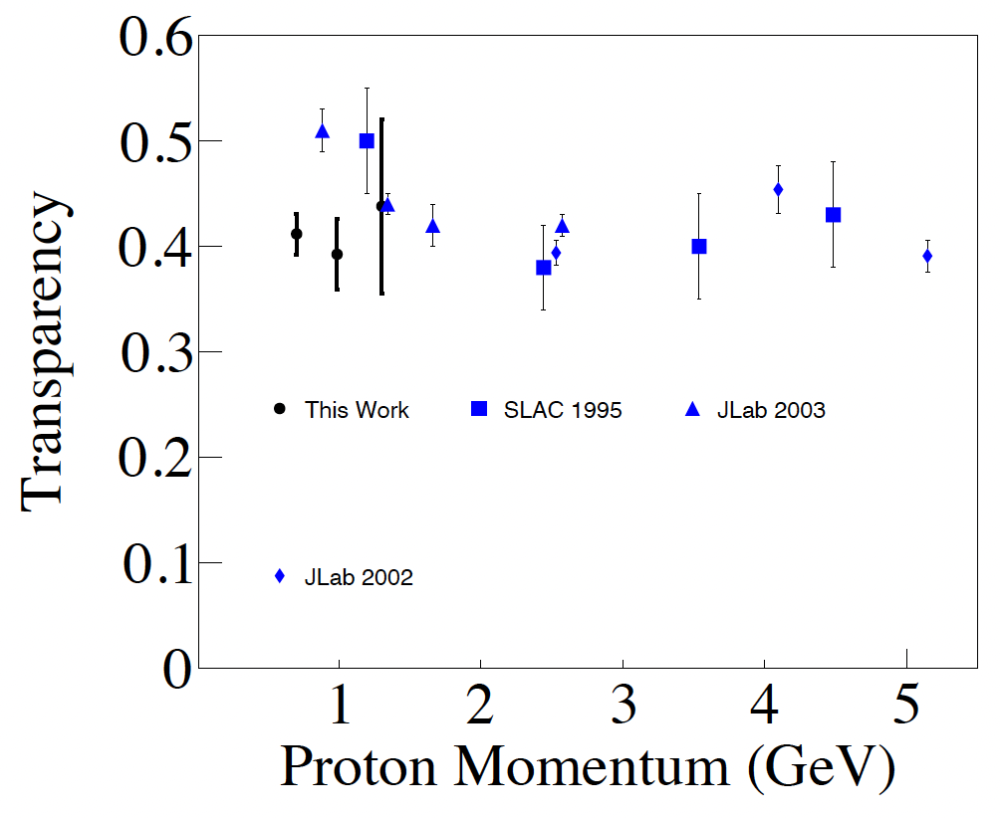 0.6
0.5
0.4
0.3
0.2
0.1
0
Transparency
This Work
SLAC 1995
JLab 2003
JLab 2002
1 2 3 4 5
Proton Momentum (GeV)